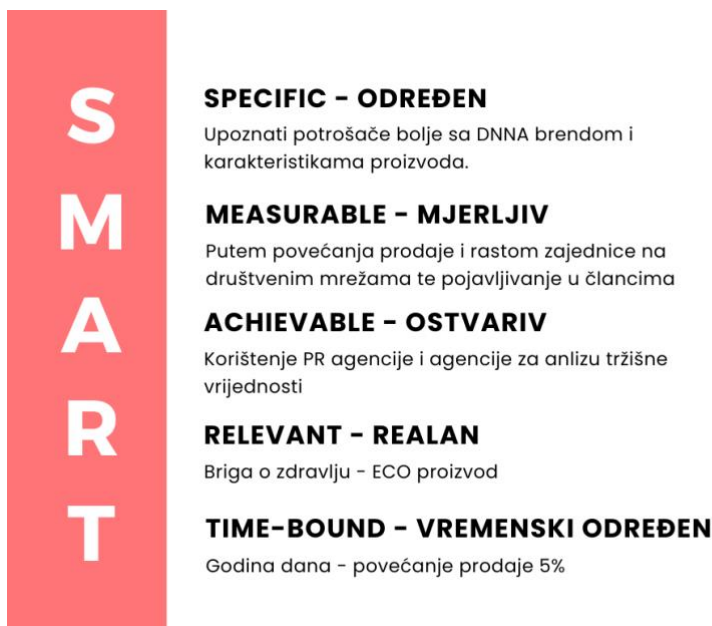 S
SPECIFIC - ODREĐEN
Upoznati potrošače bolje sa DNNA brendom i
karakteristikama proizvoda.
M
MEASURABLE - MJERLJIV
Putem povećanja prodaje i rastom zajednice na
društvenim mrežama te pojavljivanje u člancima
A
ACHIEVABLE - OSTVARIV
Korištenje PR agencije i agencije za anlizu tržišne
vrijednosti
R
RELEVANT - REALAN
Briga o zdravlju - ECO proizvod
T
TIME-BOUND - VREMENSKI ODREĐEN
Godina dana - povećanje prodaje 5%